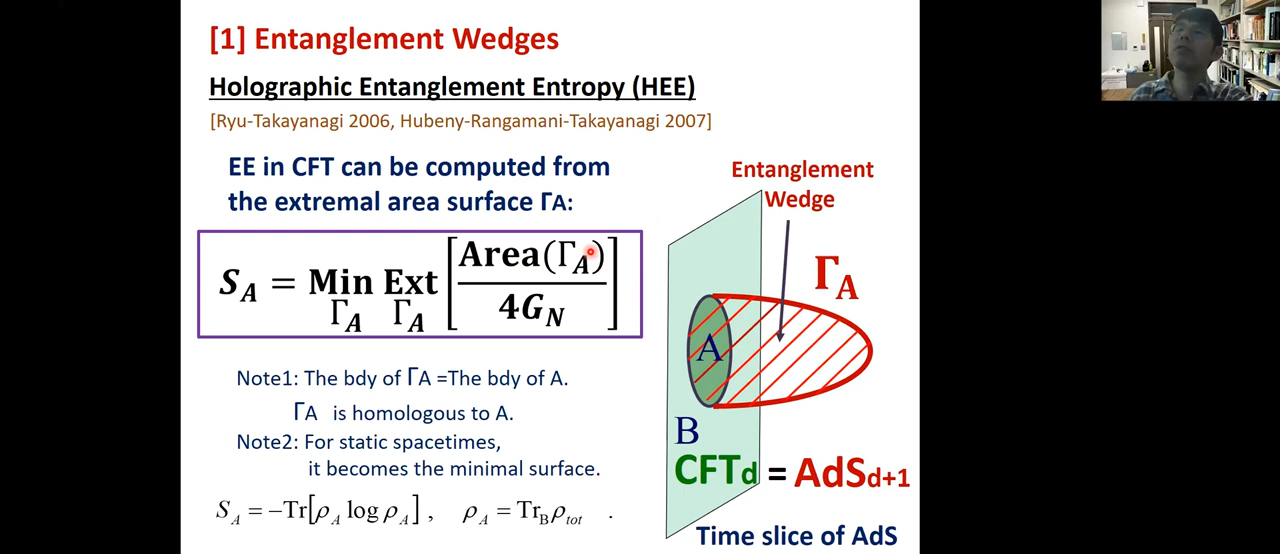 [1] Entanglement Wedges
Holographic Entanglement Entropy (HEE)
[Ryu-Takayanagi 2006, Hubeny-Rangamani-Takayanagi 2007]
EE in CFT can be computed from
the extremal area surface ΓA:
S_A = Min_{Γ_A} Ext_{Γ_A} [Area(Γ_A) / 4G_N]
Note1: The bdy of ΓA =The bdy of A.
ΓA is homologous to A.
Note2: For static spacetimes,
it becomes the minimal surface.
S_A = −Tr[ρ_A log ρ_A] , ρ_A = Tr_B ρ_tot .
Entanglement
Wedge
Γ_A
A
B
CFTd = AdSd+1
Time slice of AdS